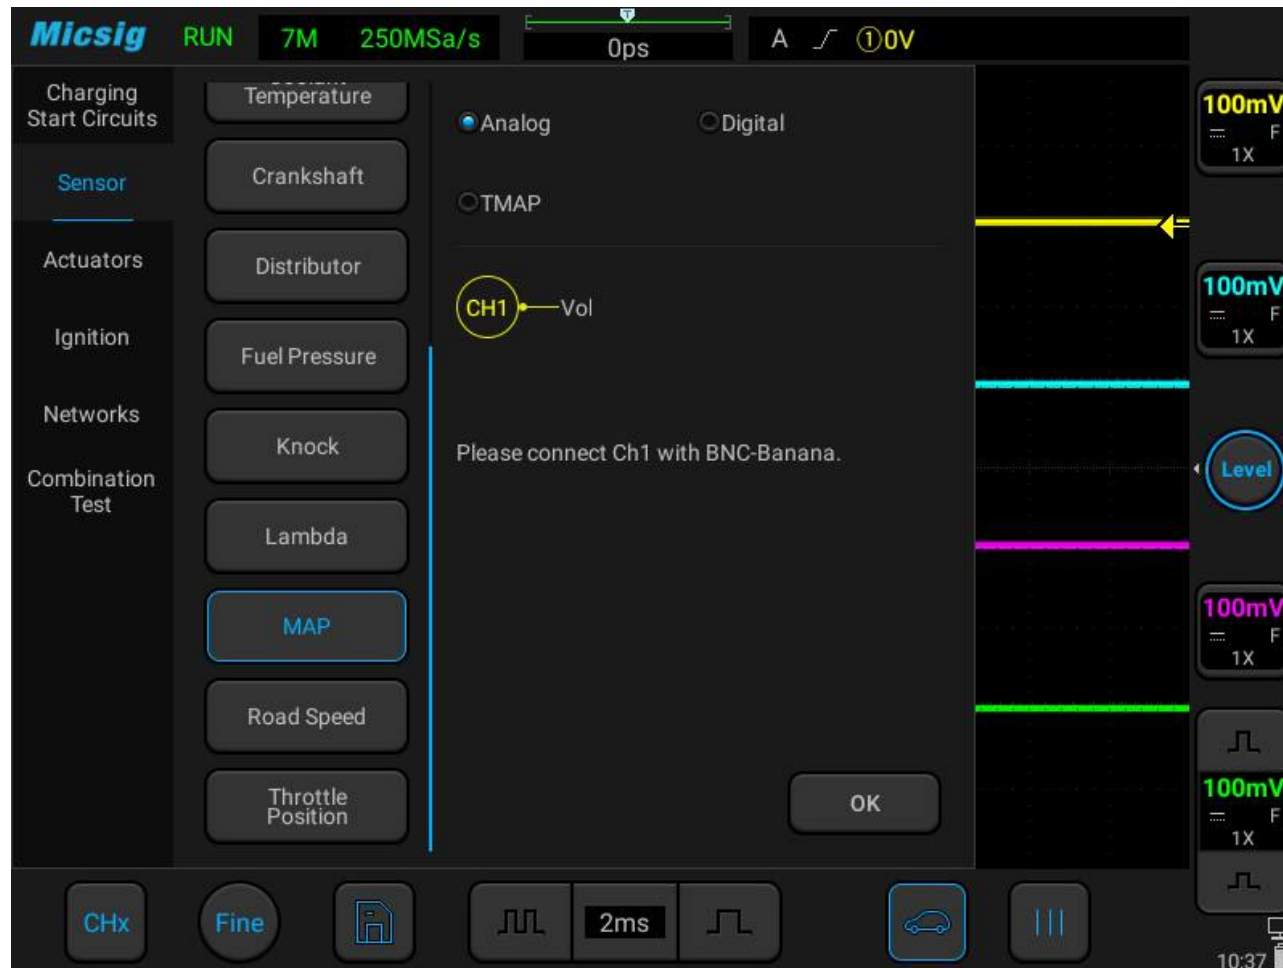 Micsig RUN 7M 250MSa/s T 0ps A ①0V
Charging
Start Circuits
Sensor
Actuators
Ignition
Networks
Combination
Test
Temperature
Crankshaft
Distributor
Fuel Pressure
Knock
Lambda
MAP
Road Speed
Throttle
Position
Analog Digital
TMAP
CH1 Vol
Please connect Ch1 with BNC-Banana.
OK
100mV
F
1X
100mV
F
1X
Level
100mV
F
1X
100mV
F
1X
CHx Fine 2ms
10:37